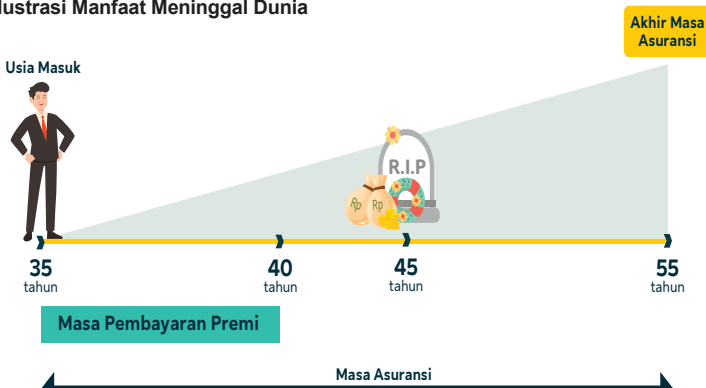 lustrasi Manfaat Meninggal Dunia
Akhir Masa
Asuransi
Usia Masuk
R.I.P
Rp
Rp
35
tahun
40
tahun
45
tahun
55
tahun
Masa Pembayaran Premi
Masa Asuransi